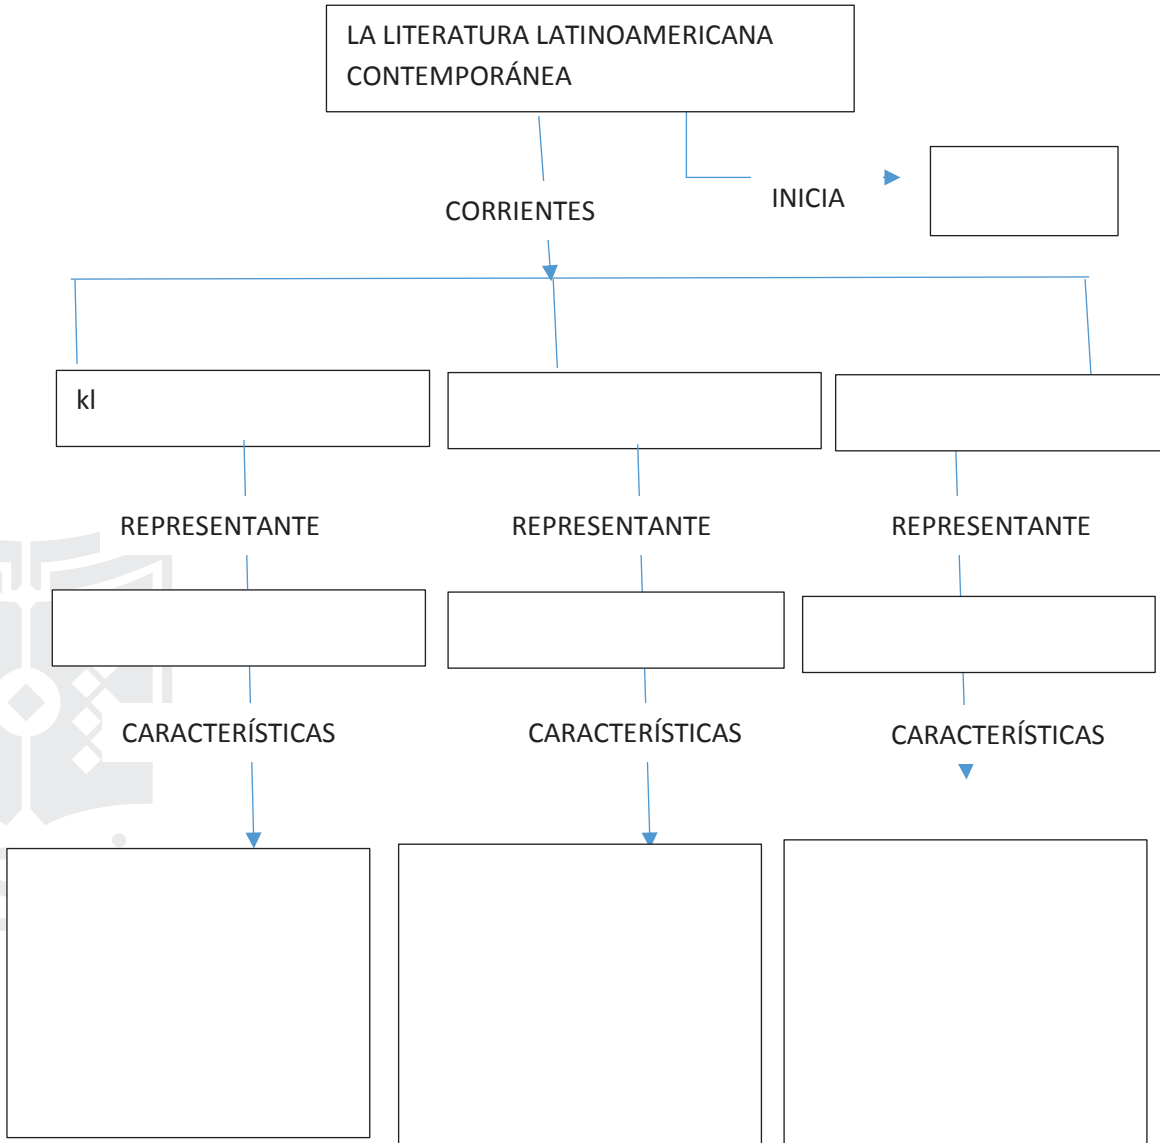 LA LITERATURA LATINOAMERICANA
CONTEMPORÁNEA
INICIA
CORRIENTES
kl
REPRESENTANTE
REPRESENTANTE
REPRESENTANTE
CARACTERÍSTICAS
CARACTERÍSTICAS
CARACTERÍSTICAS